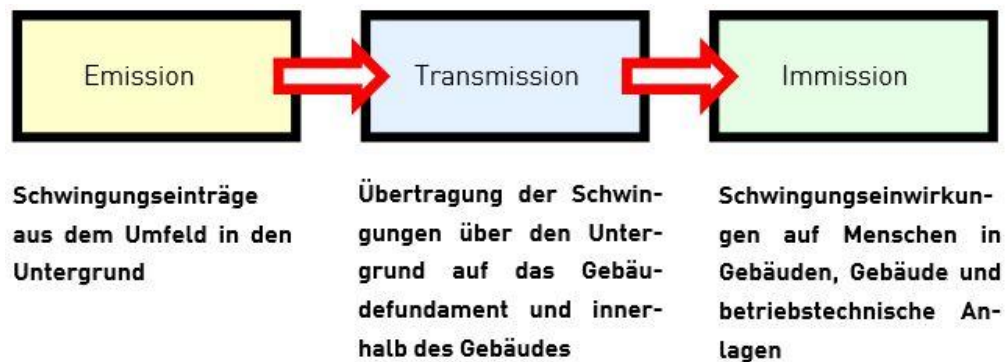 Emission
Transmission
Immission
Schwingungseinträge
aus dem Umfeld in den
Untergrund
Übertragung der Schwin-
gungen über den Unter-
grund auf das Gebäu-
defundament und inner-
halb des Gebäudes
Schwingungseinwirkun-
gen auf Menschen in
Gebäuden, Gebäude und
betriebstechnische An-
lagen